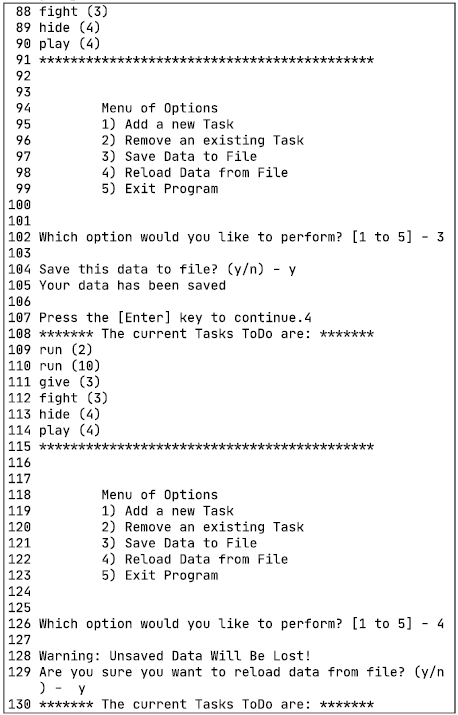 88 fight (3)
89 hide (4)
90 play (4)
91 *******************************************
92
93
94         Menu of Options
95         1) Add a new Task
96         2) Remove an existing Task
97         3) Save Data to File
98         4) Reload Data from File
99         5) Exit Program
100
101
102 Which option would you like to perform? [1 to 5] - 3
103
104 Save this data to file? (y/n) - y
105 Your data has been saved
106
107 Press the [Enter] key to continue.4
108 ******* The current Tasks ToDo are: *******
109 run (2)
110 run (10)
111 give (3)
112 fight (3)
113 hide (4)
114 play (4)
115 *******************************************
116
117
118         Menu of Options
119         1) Add a new Task
120         2) Remove an existing Task
121         3) Save Data to File
122         4) Reload Data from File
123         5) Exit Program
124
125
126 Which option would you like to perform? [1 to 5] - 4
127
128 Warning: Unsaved Data Will Be Lost!
129 Are you sure you want to reload data from file? (y/n
) -  y
130 ******* The current Tasks ToDo are: *******